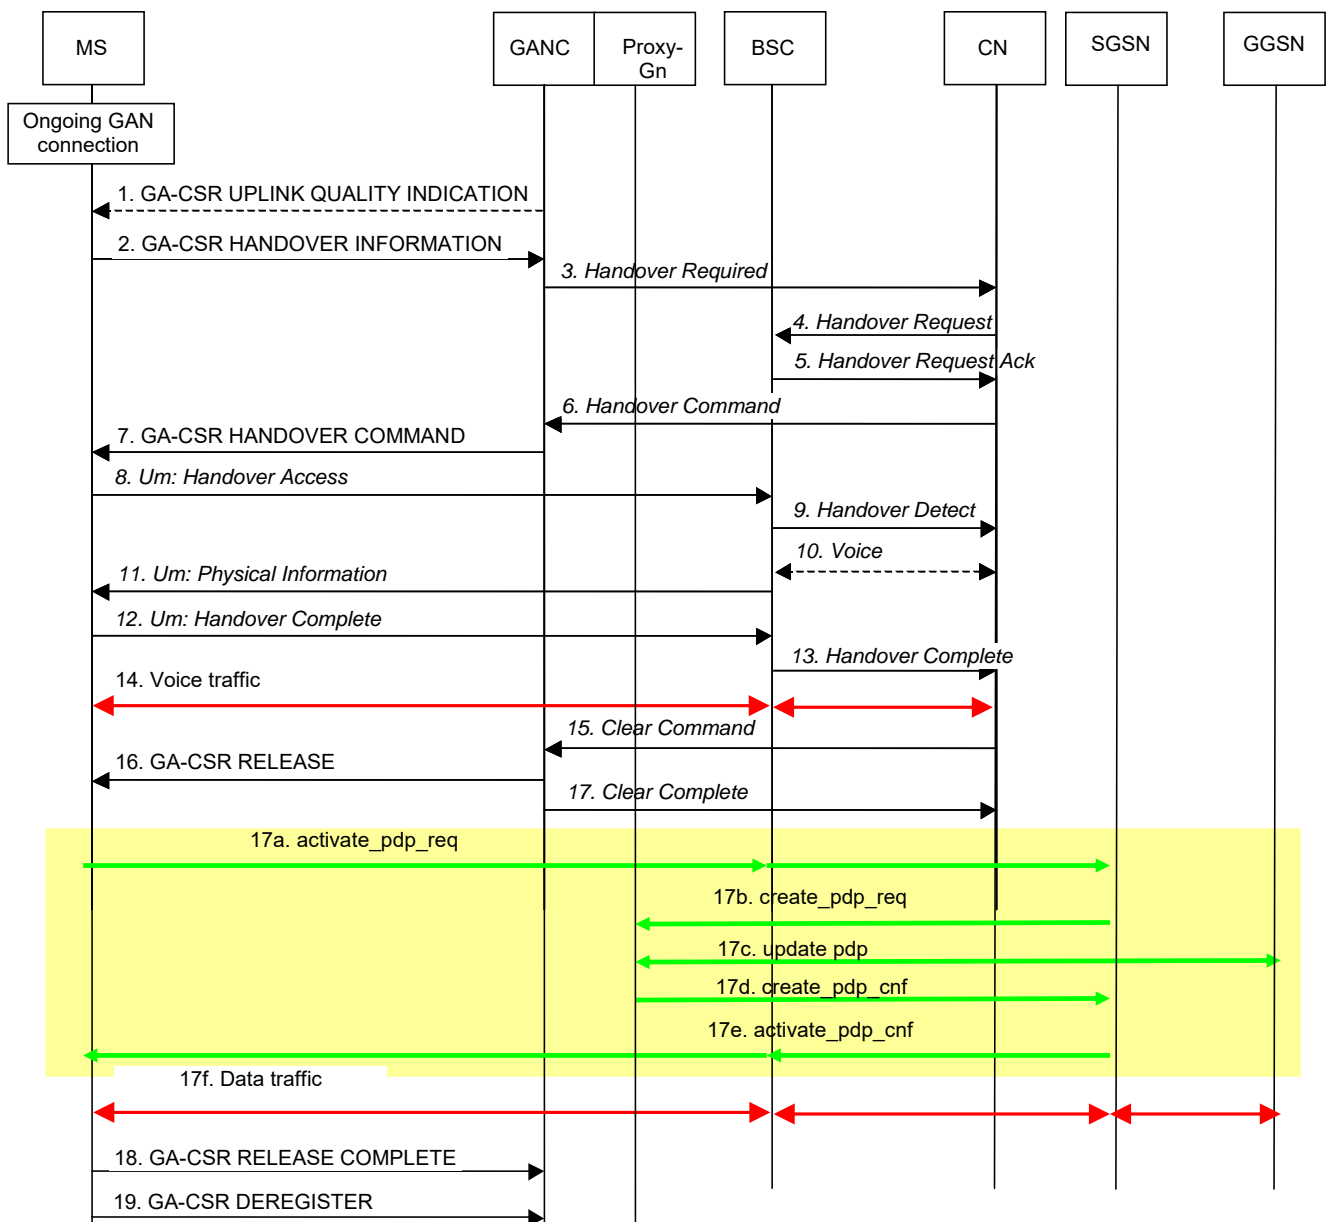 MS
GANC
Proxy-
Gn
BSC
CN
SGSN
GGSN
Ongoing GAN
connection
1. GA-CSR UPLINK QUALITY INDICATION
2. GA-CSR HANDOVER INFORMATION
3. Handover Required
4. Handover Request
5. Handover Request Ack
6. Handover Command
7. GA-CSR HANDOVER COMMAND
8. Um: Handover Access
9. Handover Detect
10. Voice
11. Um: Physical Information
12. Um: Handover Complete
13. Handover Complete
14. Voice traffic
15. Clear Command
16. GA-CSR RELEASE
17. Clear Complete
17a. activate_pdp_req
17b. create_pdp_req
17c. update pdp
17d. create_pdp_cnf
17e. activate_pdp_cnf
17f. Data traffic
18. GA-CSR RELEASE COMPLETE
19. GA-CSR DEREGISTER